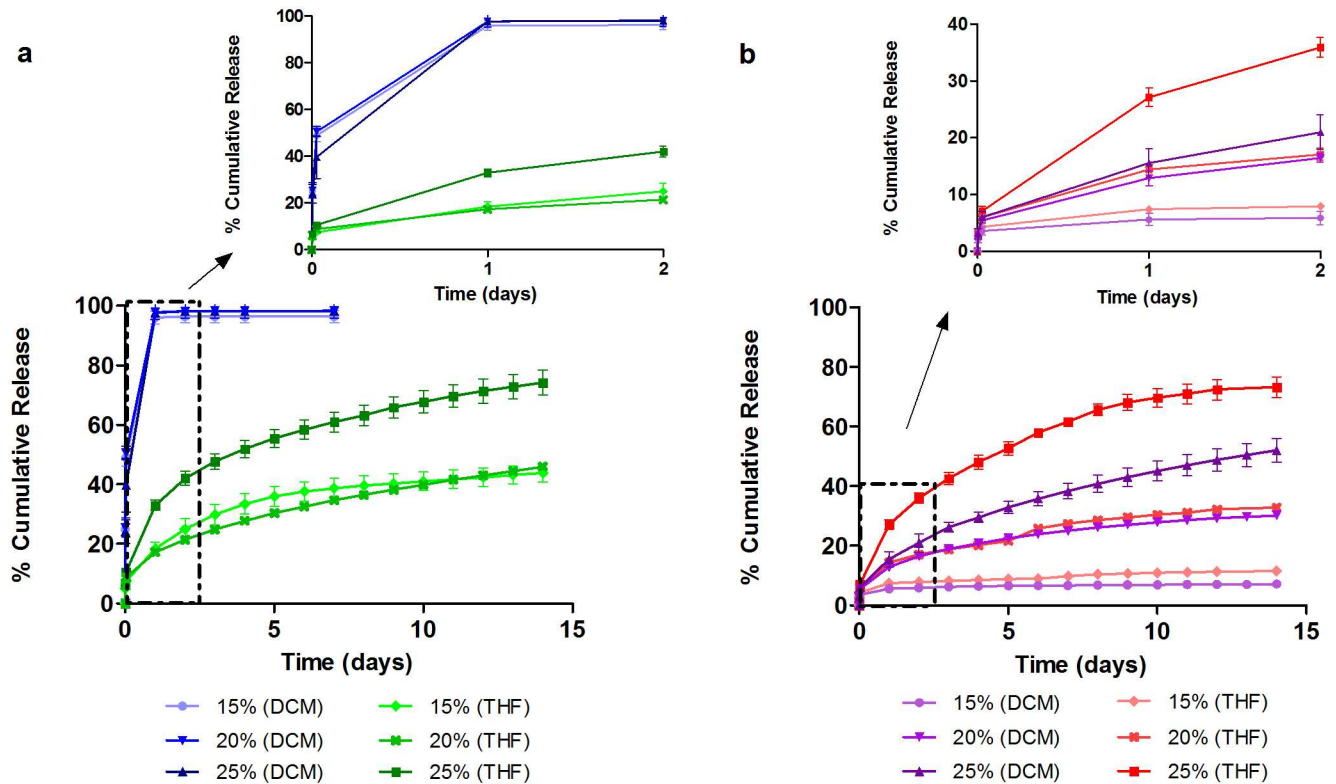 a
% Cumulative Release
100
80
60
40
20
0
0 1 2
Time (days)
% Cumulative Release
100
80
60
40
20
0
0 5 10 15
Time (days)
15% (DCM) 15% (THF)
20% (DCM) 20% (THF)
25% (DCM) 25% (THF)
b
% Cumulative Release
40
30
20
10
0
0 1 2
Time (days)
% Cumulative Release
100
80
60
40
20
0
0 5 10 15
Time (days)
15% (DCM) 15% (THF)
20% (DCM) 20% (THF)
25% (DCM) 25% (THF)